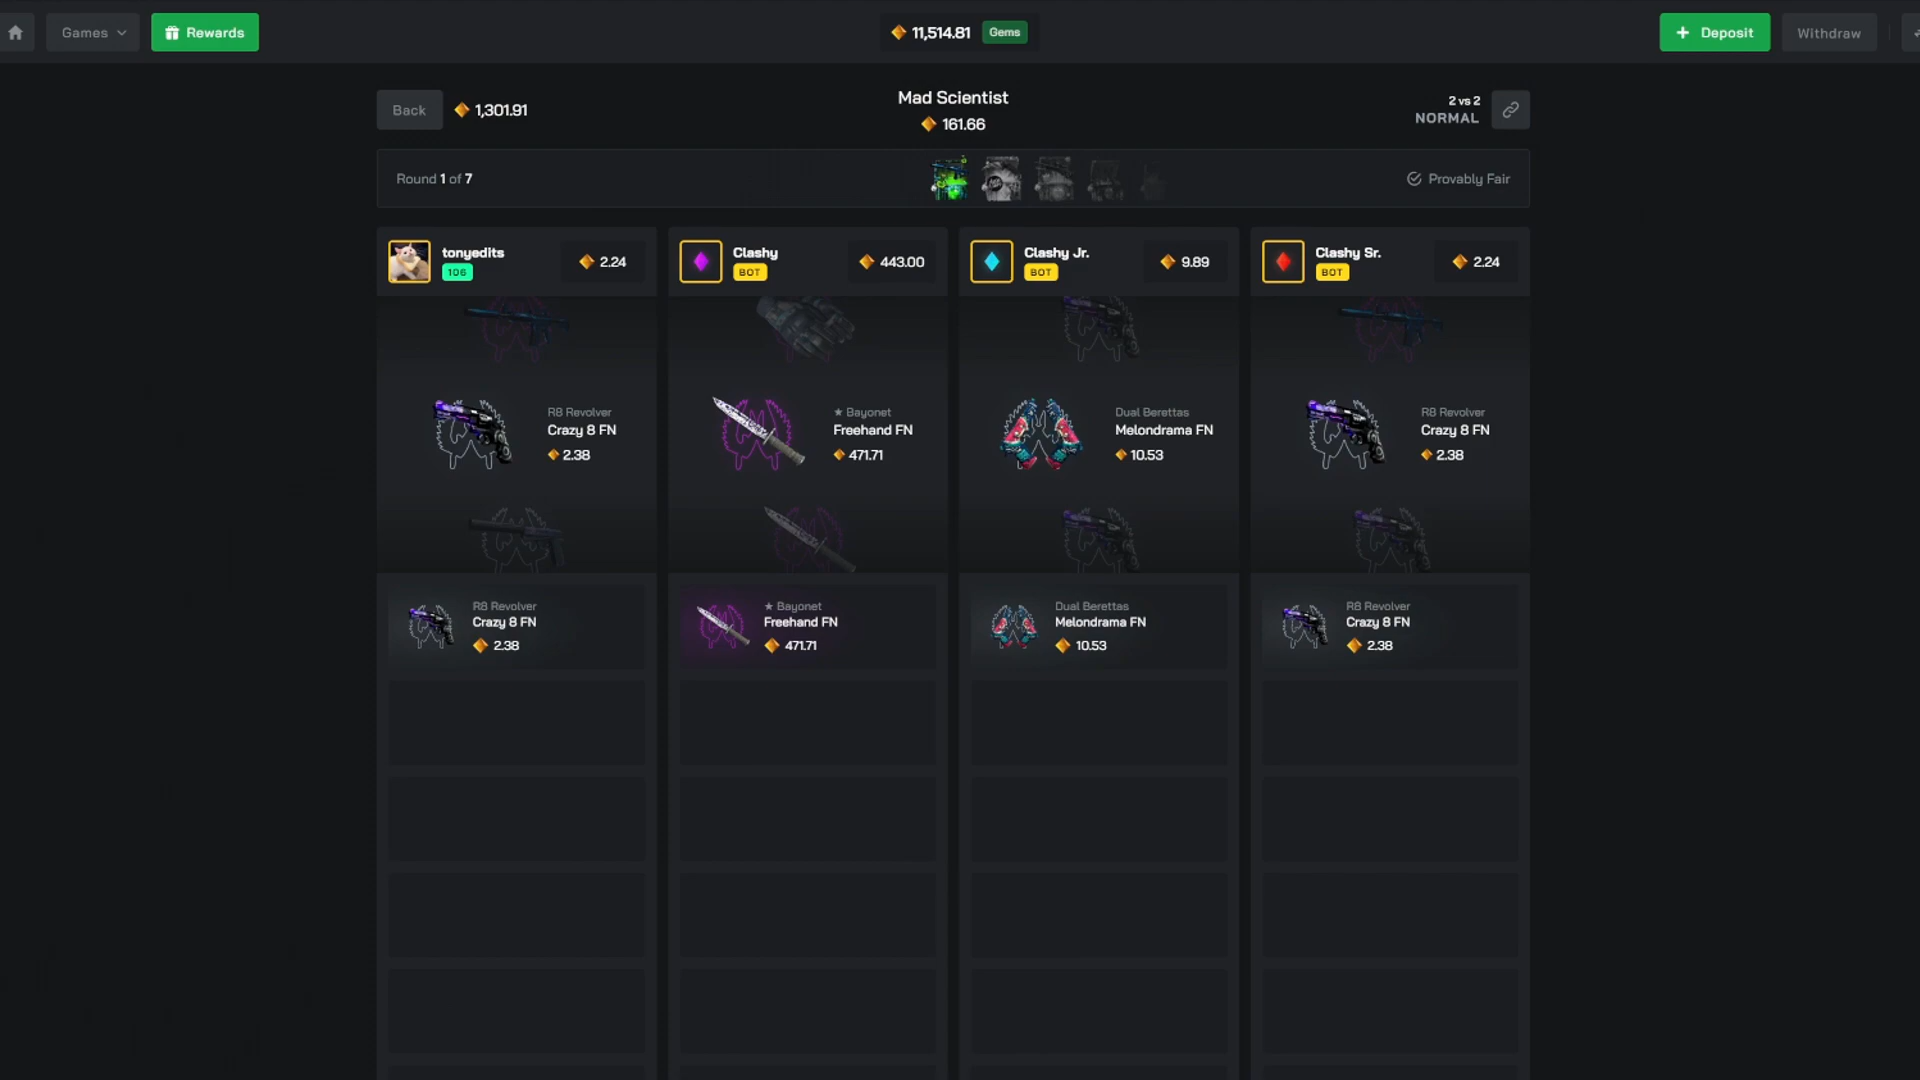 Games
Rewards
11,514.81
Gems
Deposit
Withdraw
Back
1,301.91
Mad Scientist
161.66
2 vs 2
NORMAL
Round 1 of 7
Provably Fair
tonyedits
106
2.24
Clashy
BOT
443.00
Clashy Jr.
BOT
9.89
Clashy Sr.
BOT
2.24
R8 Revolver
Crazy 8 FN
2.38
★ Bayonet
Freehand FN
471.71
Dual Berettas
Melondrama FN
10.53
R8 Revolver
Crazy 8 FN
2.38
R8 Revolver
Crazy 8 FN
2.38
★ Bayonet
Freehand FN
471.71
Dual Berettas
Melondrama FN
10.53
R8 Revolver
Crazy 8 FN
2.38